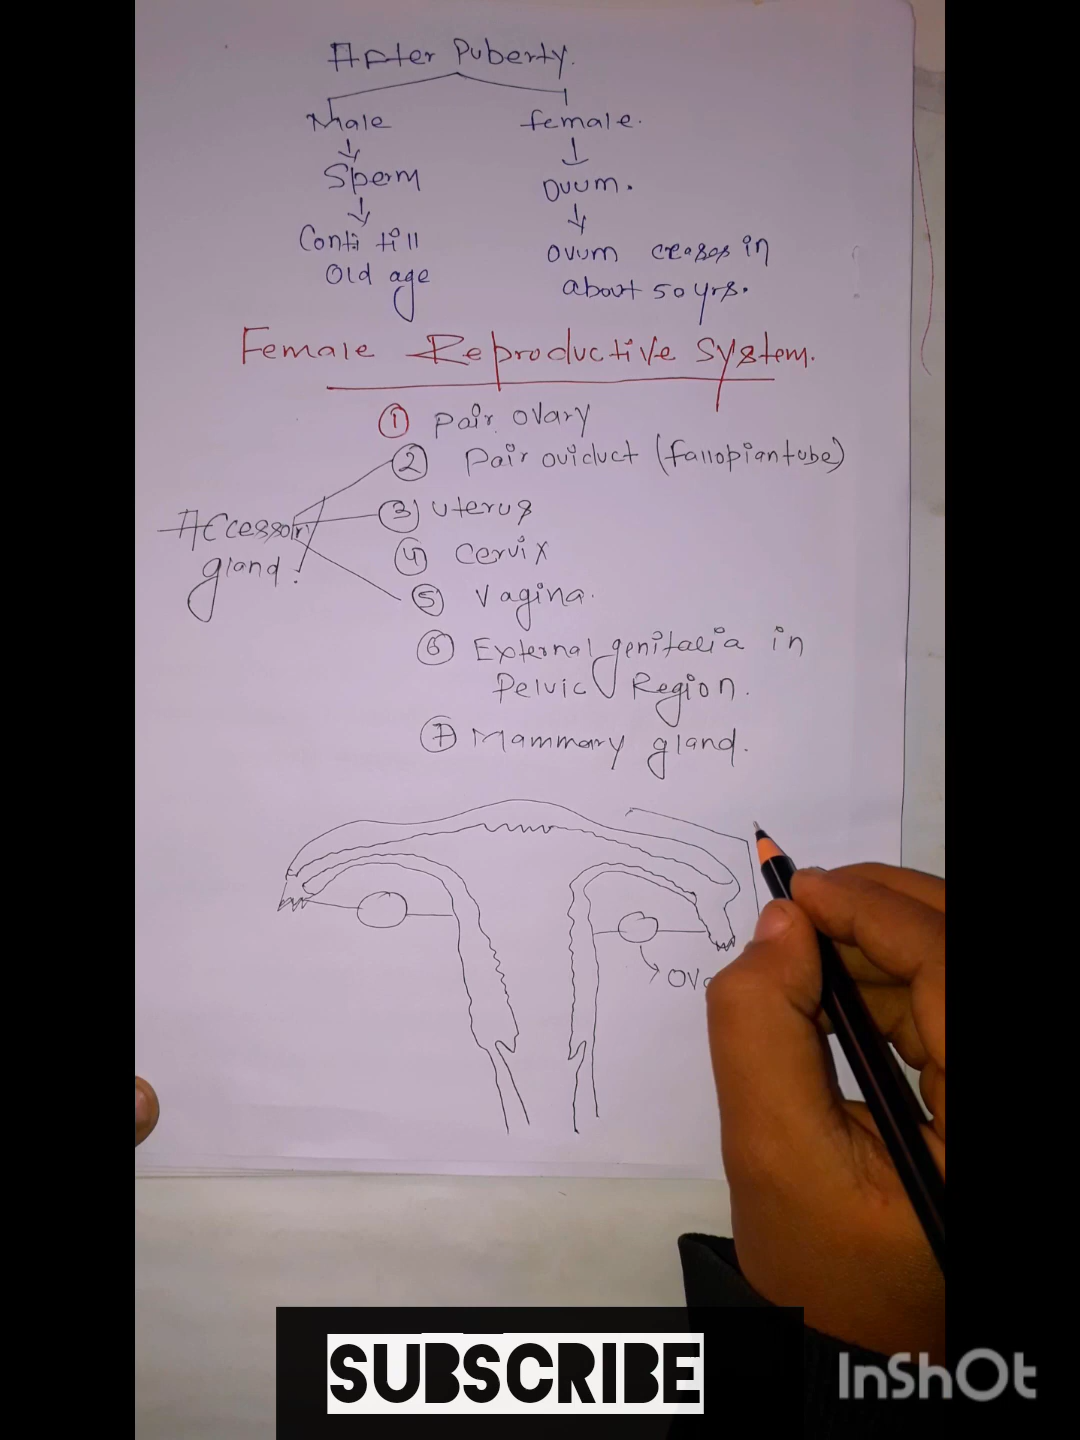 After Puberty.
Male female.
Sperm Ovum.
Conti till Old age
Ovum ceases in about 50 yrs.
Female Reproductive System.
① Pair ovary
② Pair oviduct (fallopian tube)
③ Uterus
Accessory gland.
④ Cervix
⑤ Vagina.
⑥ External genitalia in
Pelvic Region.
⑦ Mammary gland.
SUBSCRIBE
InShOt